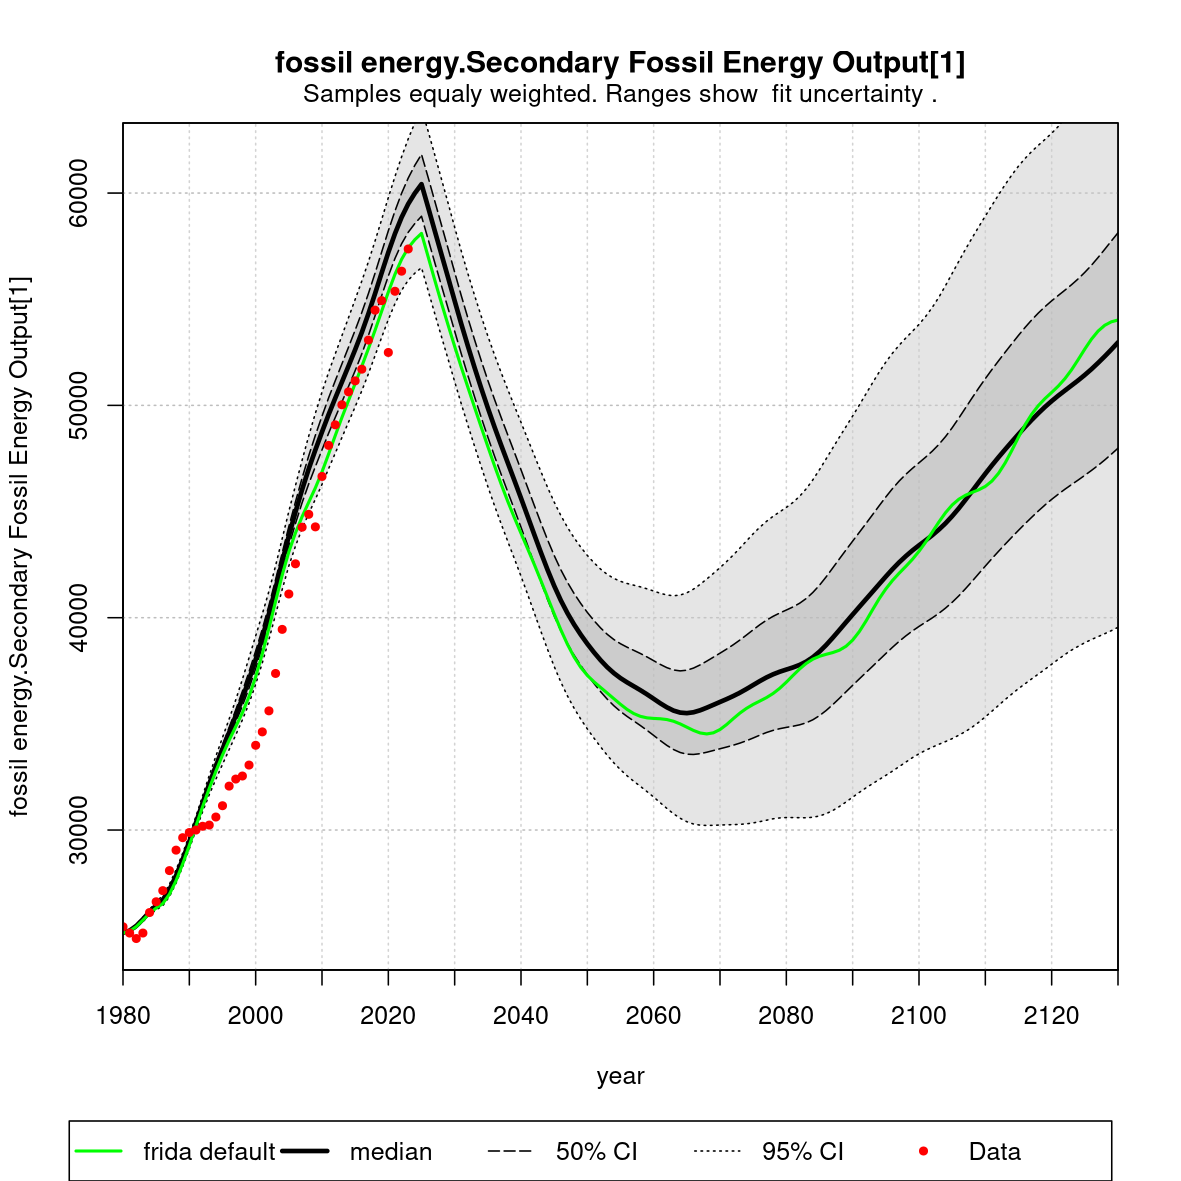 fossil energy.Secondary Fossil Energy Output[1]
Samples equaly weighted. Ranges show  fit uncertainty .
fossil energy.Secondary Fossil Energy Output[1]
60000
50000
40000
30000
1980 2000 2020 2040 2060 2080 2100 2120
year
frida default median 50% CI 95% CI Data